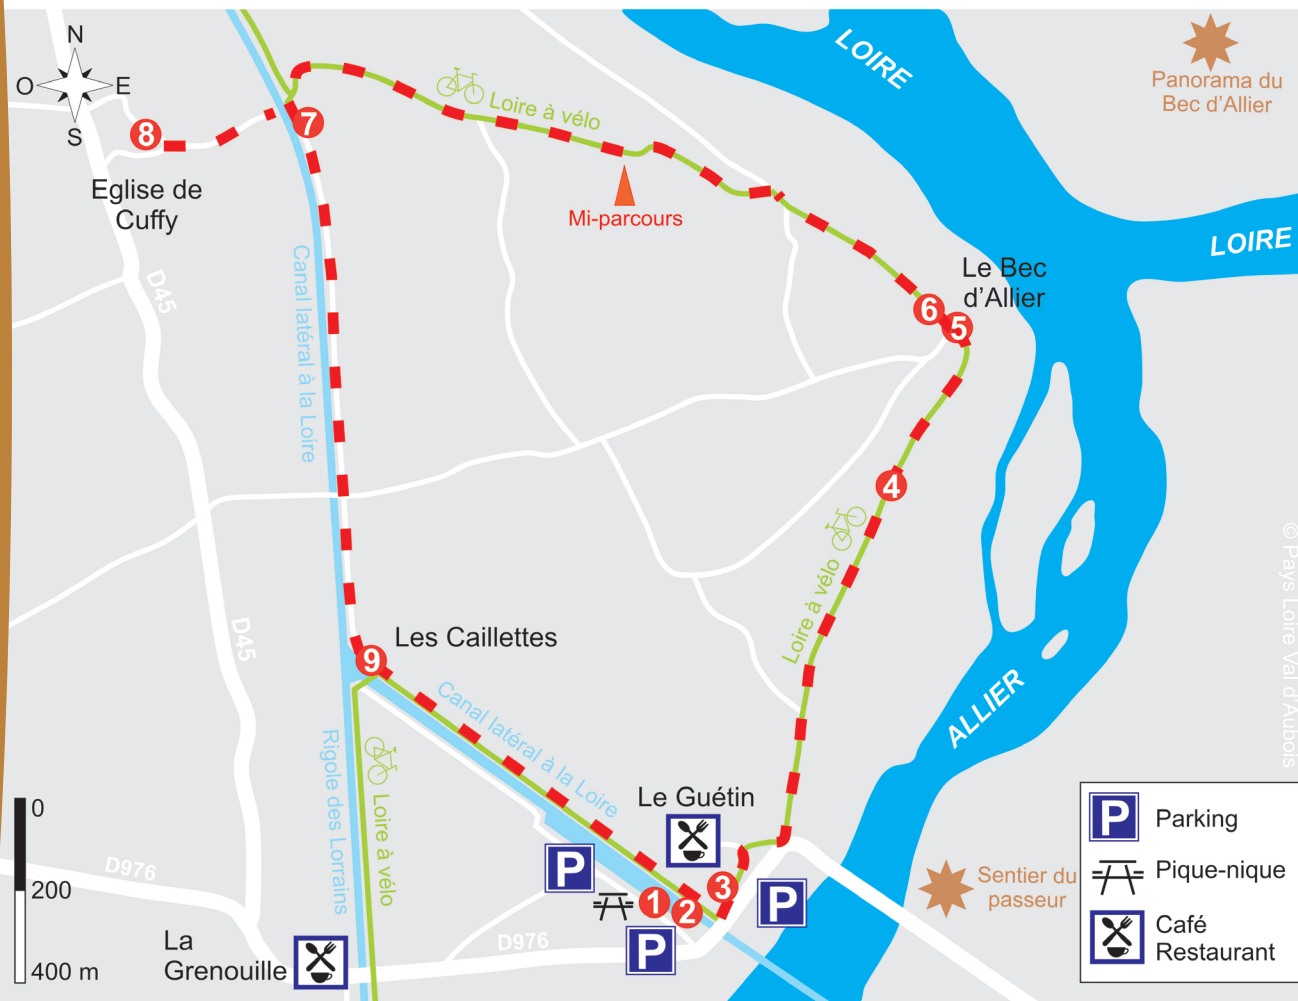 N
O
E
S
8
7
Eglise de
Cuffy
Loire à vélo
Mi-parcours
LOIRE
Panorama du
Bec d'Allier
LOIRE
Le Bec
d'Allier
6
5
D45
Canal latéral à la Loire
4
Loire à vélo
© Pays Loire Val d'Aubois
D45
9
Les Caillettes
Canal latéral à la Loire
ALLIER
Rigole des Lorrains
Loire à vélo
Le Guétin
0
200
400 m
D976
P
1
2
3
P
P
D976
La
Grenouille
Sentier du
passeur
P
Parking
Pique-nique
Café
Restaurant